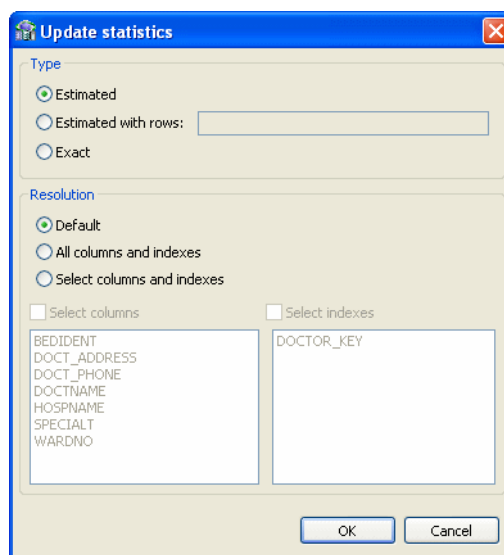 Update statistics
Type
Estimated
Estimated with rows:
Exact
Resolution
Default
All columns and indexes
Select columns and indexes
Select columns
Select indexes
BEDIDENT
DOCT_ADDRESS
DOCT_PHONE
DOCTNAME
HOSPNAME
SPECIALT
WARDNO
DOCTOR_KEY
OK
Cancel